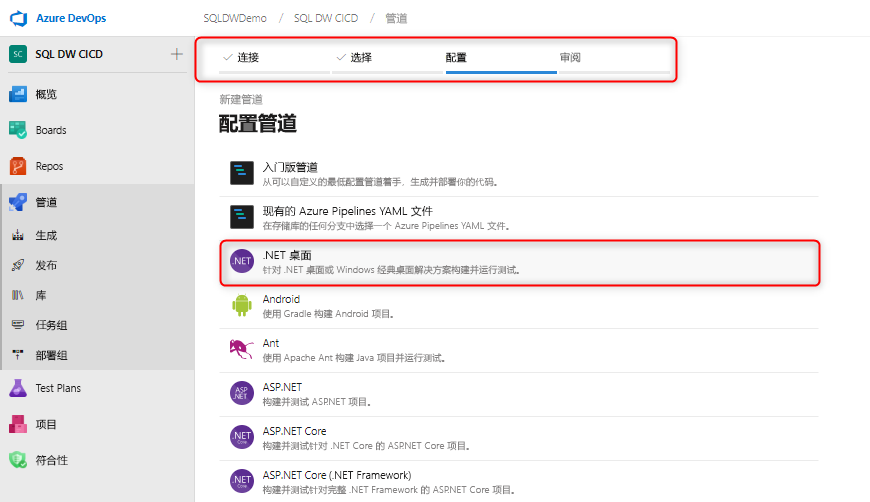 Azure DevOps
SQLDWDemo / SQL DW CICD / 管道
SC SQL DW CICD +
概览
Boards
Repos
管道
生成
发布
库
任务组
部署组
Test Plans
项目
符合性
连接 选择 配置 审阅
新建管道
配置管道
入门版管道
从可以自定义的最低配置管道着手，生成并部署你的代码。
现有的 Azure Pipelines YAML 文件
在存储库的任何分支中选择一个 Azure Pipelines YAML 文件。
.NET .NET 桌面
针对 .NET 桌面或 Windows 经典桌面解决方案构建并运行测试。
Android
使用 Gradle 构建 Android 项目。
Ant
使用 Apache Ant 构建 Java 项目并运行测试。
ASP.NET ASP.NET
构建并测试 ASP.NET 项目。
.NET Core ASP.NET Core
构建并测试针对 .NET Core 的 ASP.NET Core 项目。
.NET Core ASP.NET Core (.NET Framework)
构建并测试针对完整 .NET Framework 的 ASP.NET Core 项目。